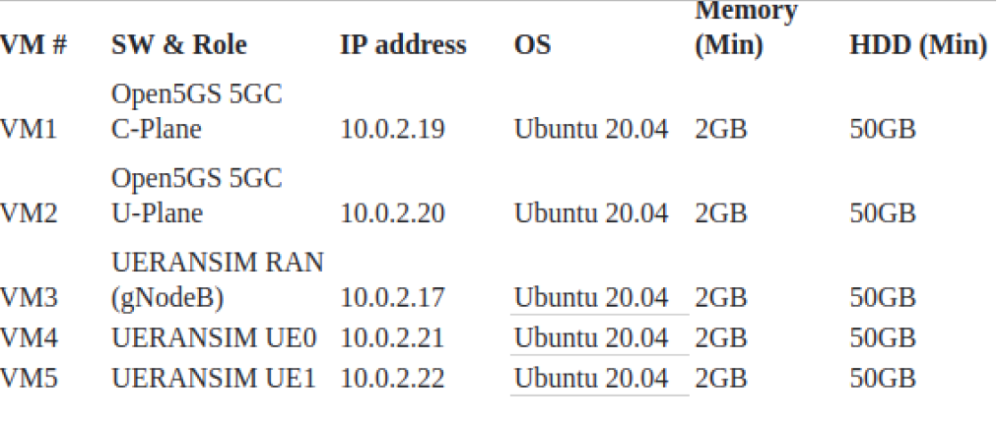 Memory
VM # SW & Role IP address OS (Min) HDD (Min)
Open5GS 5GC
VM1 C-Plane 10.0.2.19 Ubuntu 20.04 2GB 50GB
Open5GS 5GC
VM2 U-Plane 10.0.2.20 Ubuntu 20.04 2GB 50GB
UERANSIM RAN
VM3 (gNodeB) 10.0.2.17 Ubuntu 20.04 2GB 50GB
VM4 UERANSIM UE0 10.0.2.21 Ubuntu 20.04 2GB 50GB
VM5 UERANSIM UE1 10.0.2.22 Ubuntu 20.04 2GB 50GB